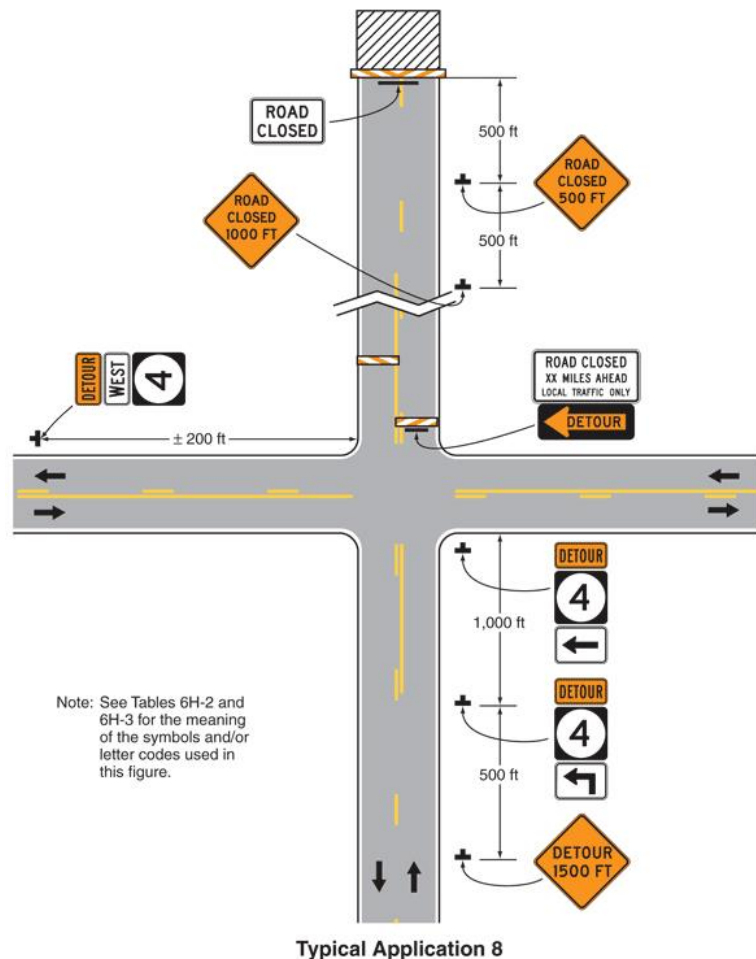 500 ft
ROAD
CLOSED
ROAD
CLOSED
500 FT
ROAD
CLOSED
1000 FT
500 ft
DETOUR
WEST
4
± 200 ft
ROAD CLOSED
XX MILES AHEAD
LOCAL TRAFFIC ONLY
DETOUR
DETOUR
4
1,000 ft
DETOUR
4
Note: See Tables 6H-2 and
6H-3 for the meaning
of the symbols and/or
letter codes used in
this figure.
500 ft
DETOUR
1500 FT
Typical Application 8